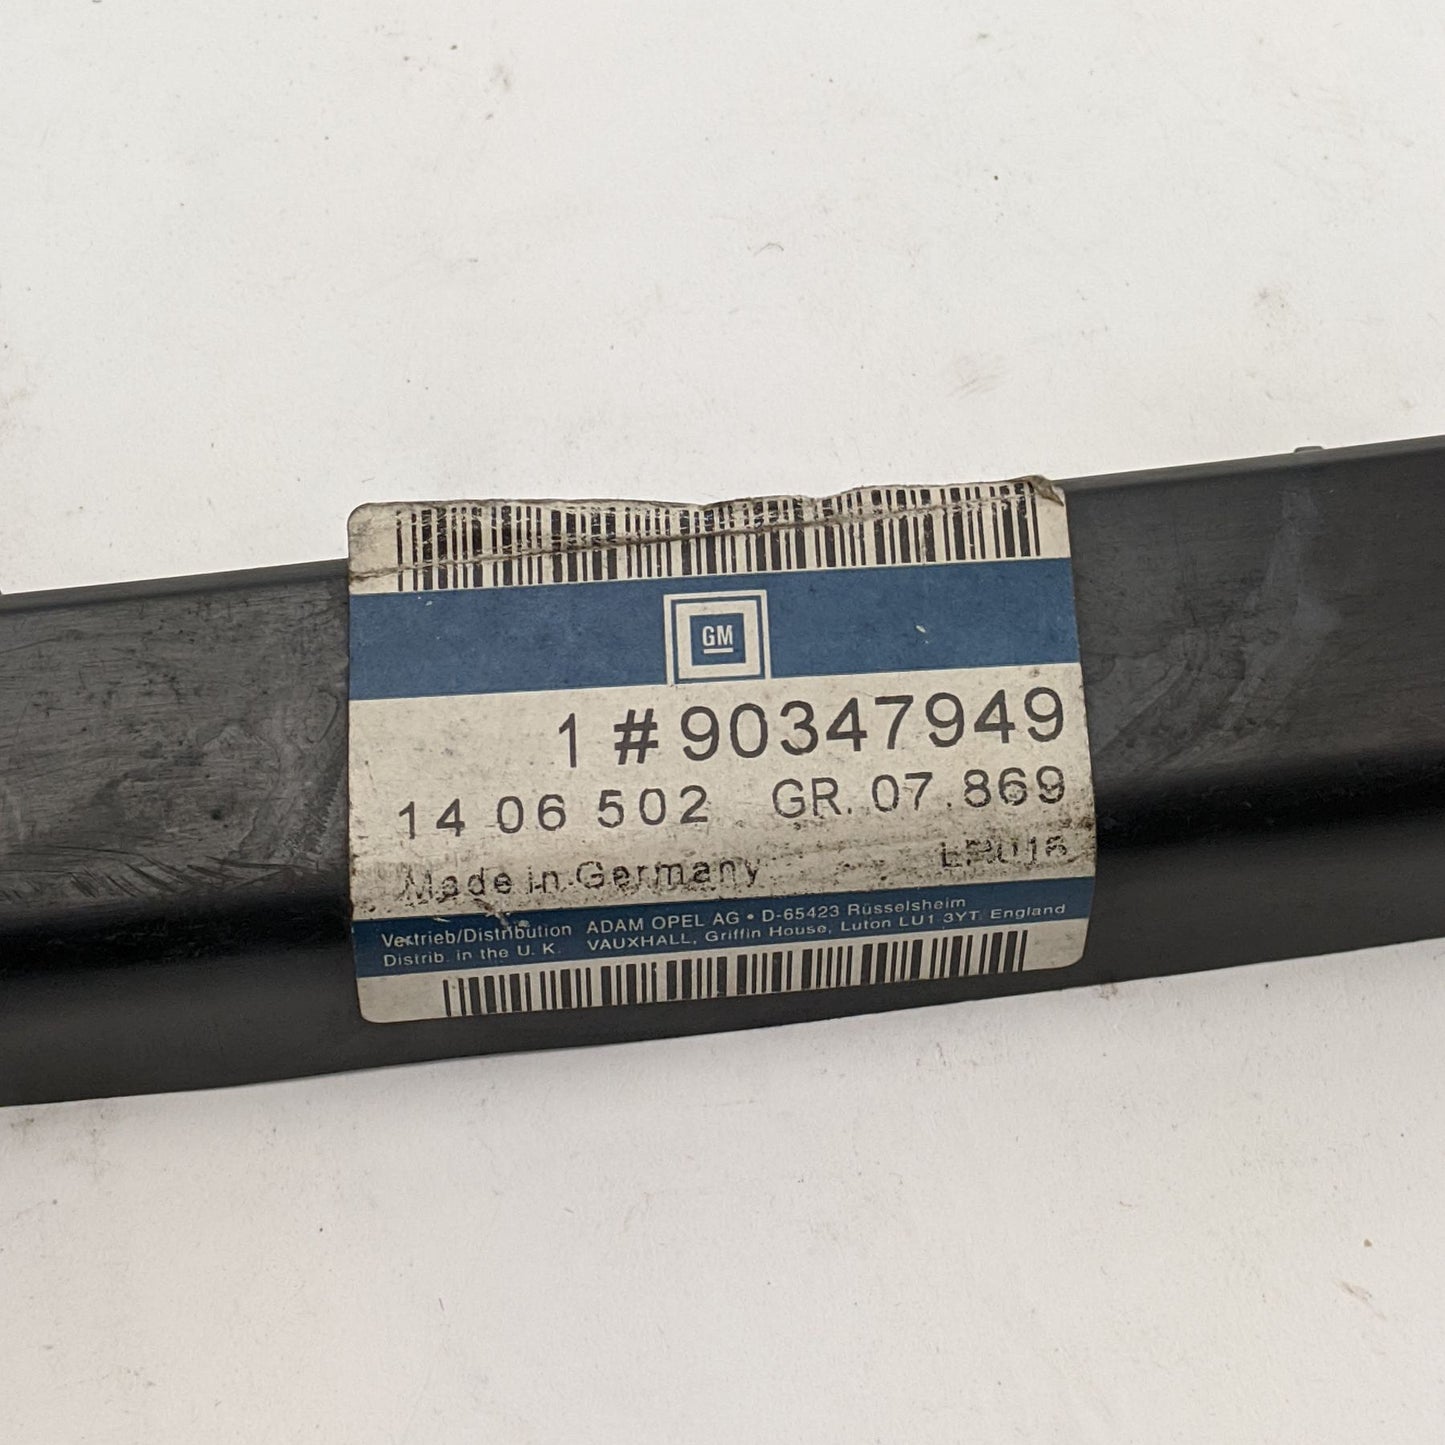 GM
1 # 90347949
14 06 502 GR. 07.869
Made in Germany
Vertrieb/Distribution ADAM OPEL AG • D-65423 Rüsselsheim
Distrib. in the U. K. VAUXHALL, Griffin House, Luton LU1 3YT England